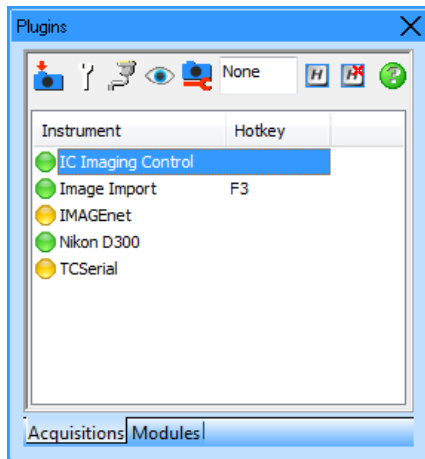 Plugins
None H H ?
Instrument Hotkey
IC Imaging Control
Image Import F3
IMAGEnet
Nikon D300
TCSerial
Acquisitions Modules